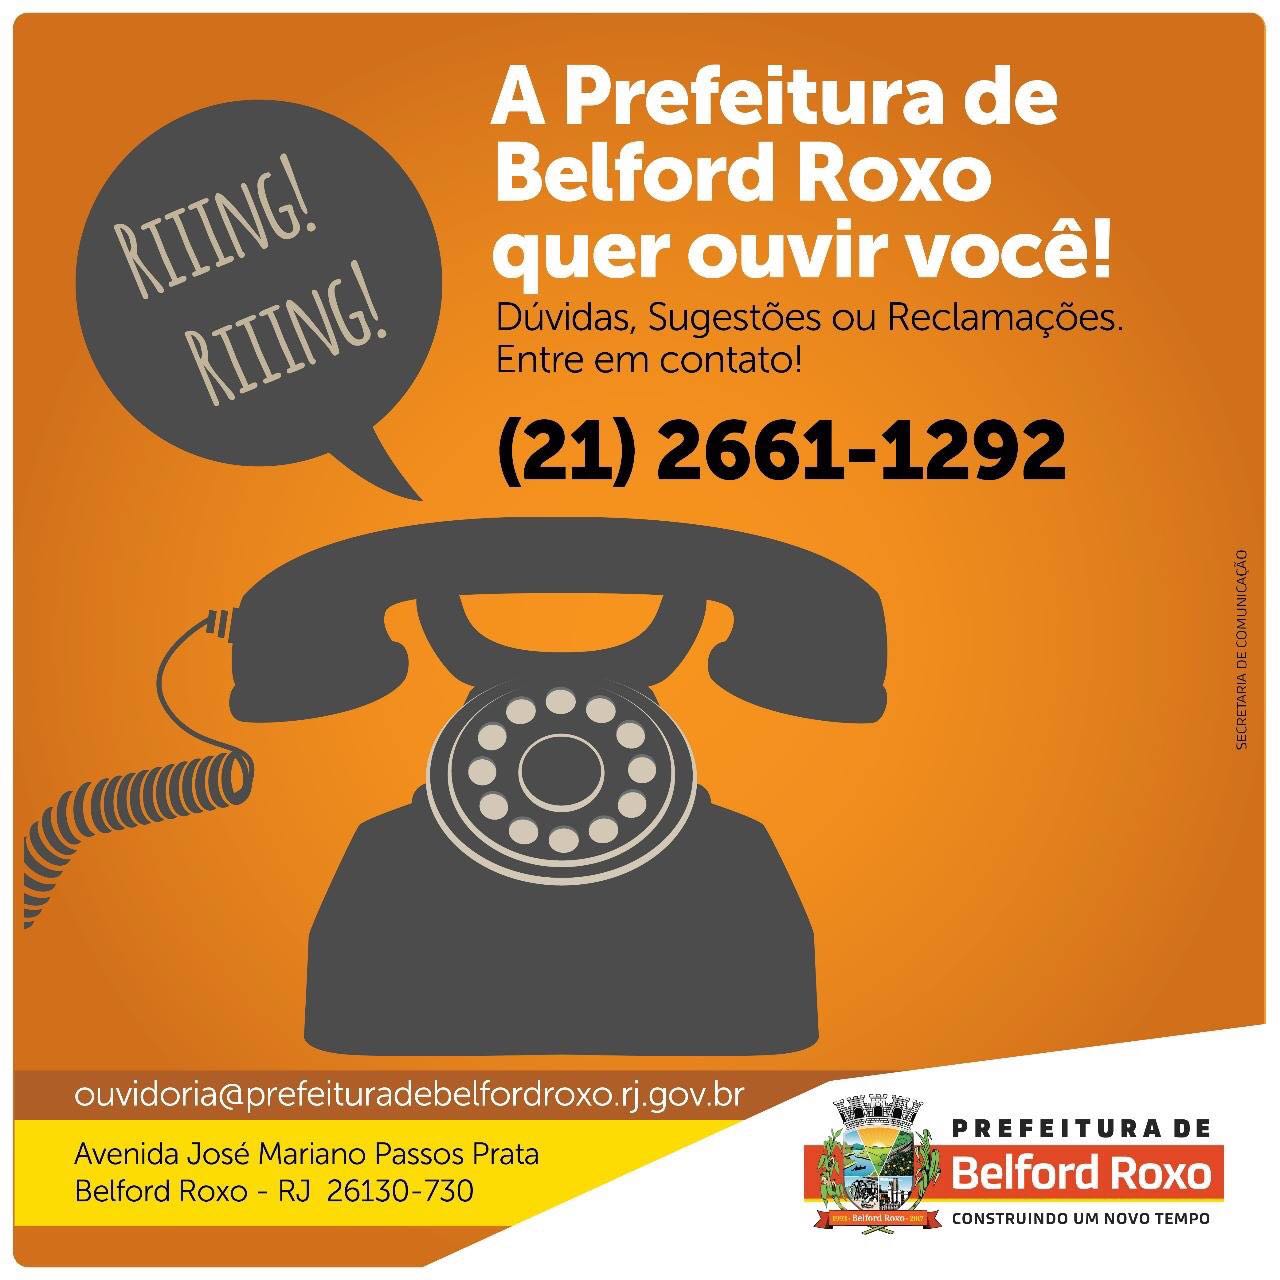 RIIING!
RIIING!
A Prefeitura de
Belford Roxo
quer ouvir você!
Dúvidas, Sugestões ou Reclamações.
Entre em contato!
(21) 2661-1292
SECRETARIA DE COMUNICAÇÃO
ouvidoria@prefeituradebelfordroxo.rj.gov.br
Avenida José Mariano Passos Prata
Belford Roxo - RJ 26130-730
PREFEITURA DE
Belford Roxo
CONSTRUINDO UM NOVO TEMPO
Belford Roxo